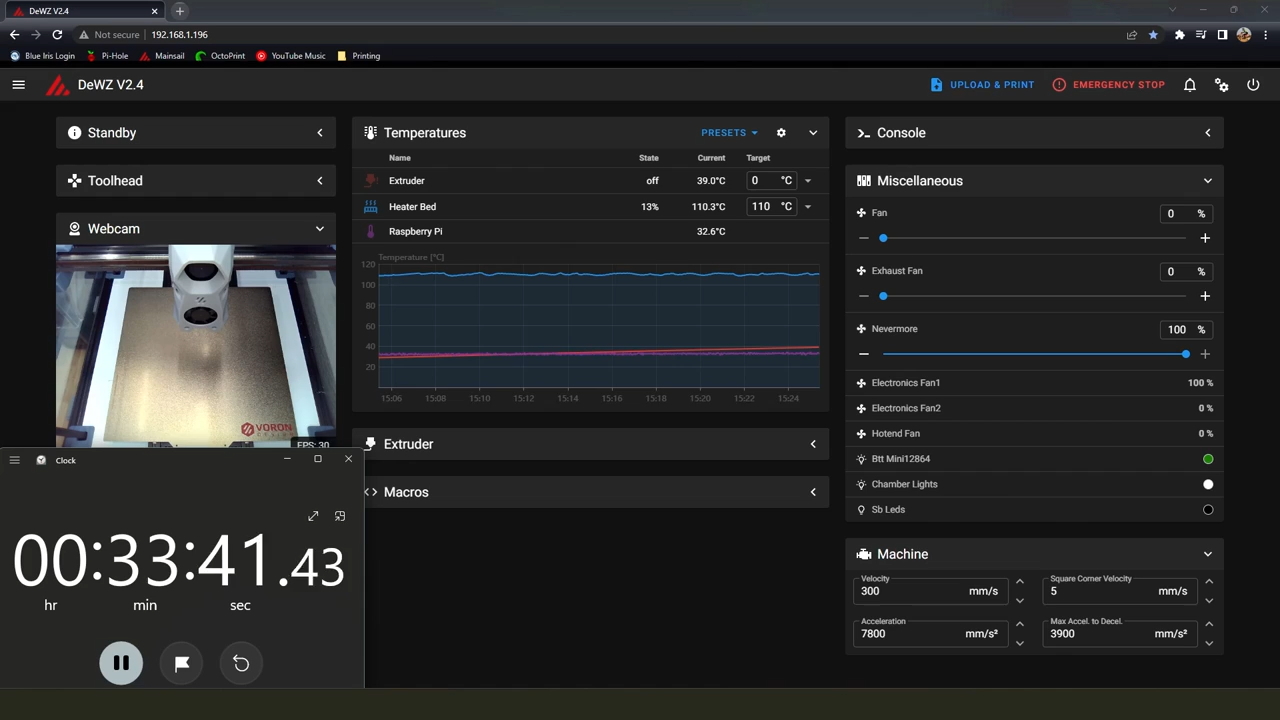 DeWZ V2.4
Not secure
192.168.1.196
Blue Iris Login
Pi-Hole
Mainsail
OctoPrint
YouTube Music
Printing
DeWZ V2.4
UPLOAD & PRINT
EMERGENCY STOP
Standby
Toolhead
Webcam
VORON
FPS: 30
Temperatures
PRESETS
Name State Current Target
Extruder off 39.0°C 0 °C
Heater Bed 13% 110.3°C 110 °C
Raspberry Pi 32.6°C
Temperature [°C]
120
100
80
60
40
20
15:06 15:08 15:10 15:12 15:14 15:16 15:18 15:20 15:22 15:24
Extruder
Macros
Console
Miscellaneous
Fan 0 %
Exhaust Fan 0 %
Nevermore 100 %
Electronics Fan1 100 %
Electronics Fan2 0 %
Hotend Fan 0 %
Btt Mini12864
Chamber Lights
Sb Leds
Machine
Velocity
300 mm/s
Square Corner Velocity
5 mm/s
Acceleration
7800 mm/s²
Max Accel. to Decel.
3900 mm/s²
Clock
00:33:41.43
hr min sec